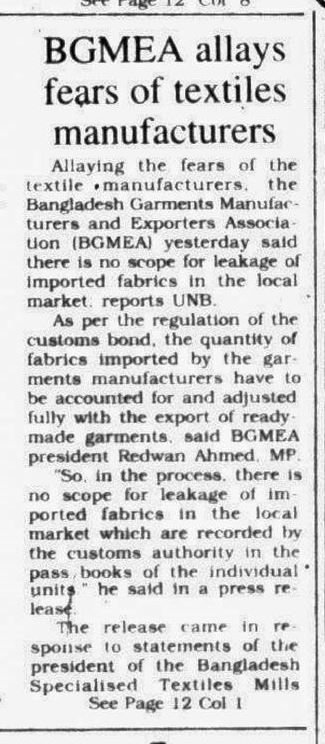 See Page 12 Col 8
BGMEA allays
fears of textiles
manufacturers
Allaying the fears of the
textile manufacturers, the
Bangladesh Garments Manufac-
turers and Exporters Associa-
tion (BGMEA) yesterday said
there is no scope for leakage of
imported fabrics in the local
market, reports UNB.
As per the regulation of the
customs bond, the quantity of
fabrics imported by the gar-
ments manufacturers have to
be accounted for and adjusted
fully with the export of ready-
made garments, said BGMEA
president Redwan Ahmed, MP.
"So, in the process, there is
no scope for leakage of im-
ported fabrics in the local
market which are recorded by
the customs authority in the
pass books of the individual
units," he said in a press re-
lease.
The release came in re-
sponse to statements of the
president of the Bangladesh
Specialised Textiles Mills
See Page 12 Col 1